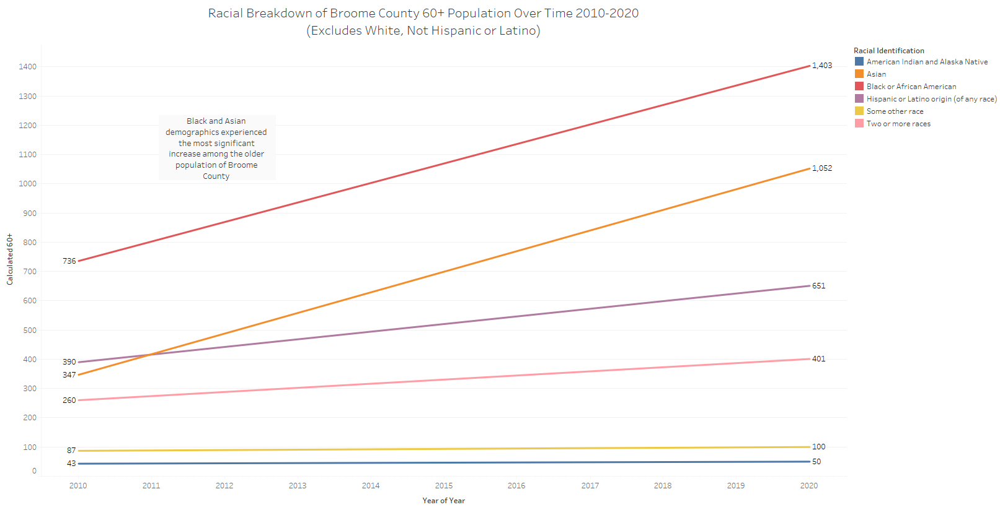 Racial Breakdown of Broome County 60+ Population Over Time 2010-2020
(Excludes White, Not Hispanic or Latino)
Racial Identification
American Indian and Alaska Native
Asian
Black or African American
Hispanic or Latino origin (of any race)
Some other race
Two or more races
Black and Asian
demographics experienced
the most significant
increase among the older
population of Broome
County
Calculated 60+
1400
1300
1200
1100
1000
900
800
700
600
500
400
300
200
100
0
736
390
347
260
87
43
1,403
1,052
651
401
100
50
2010 2011 2012 2013 2014 2015 2016 2017 2018 2019 2020
Year of Year